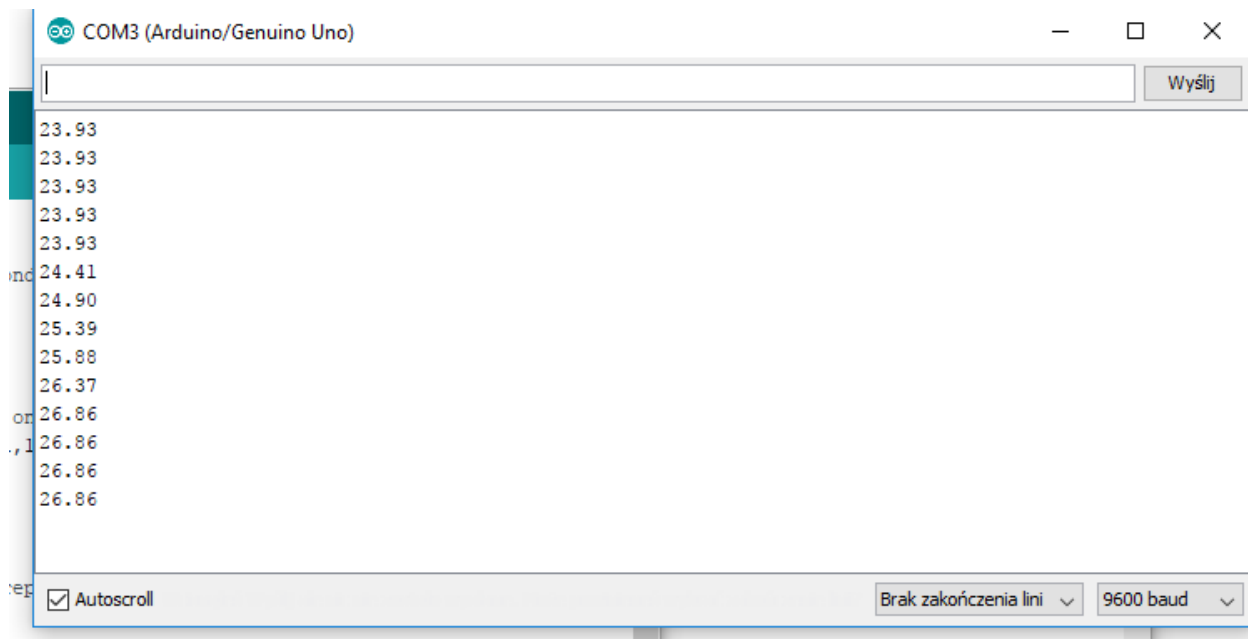 COM3 (Arduino/Genuino Uno)
Wyślij
23.93
23.93
23.93
23.93
23.93
24.41
24.90
25.39
25.88
26.37
26.86
26.86
26.86
26.86
Autoscroll
Brak zakończenia lini
9600 baud